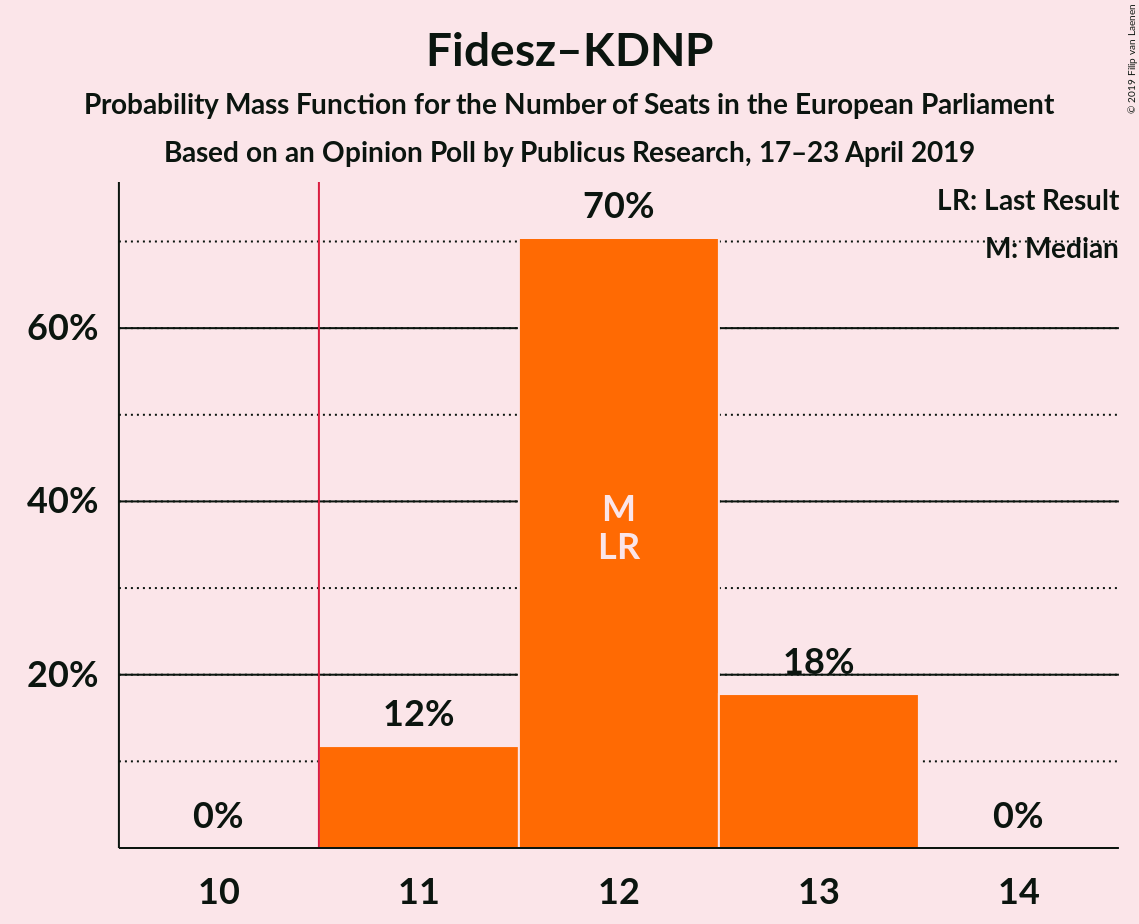 Fidesz–KDNP
Probability Mass Function for the Number of Seats in the European Parliament
Based on an Opinion Poll by Publicus Research, 17–23 April 2019
© 2019 Filip van Laenen
LR: Last Result
M: Median
70%
60%
40%
M
LR
18%
20%
12%
0%
0%
10
11
12
13
14